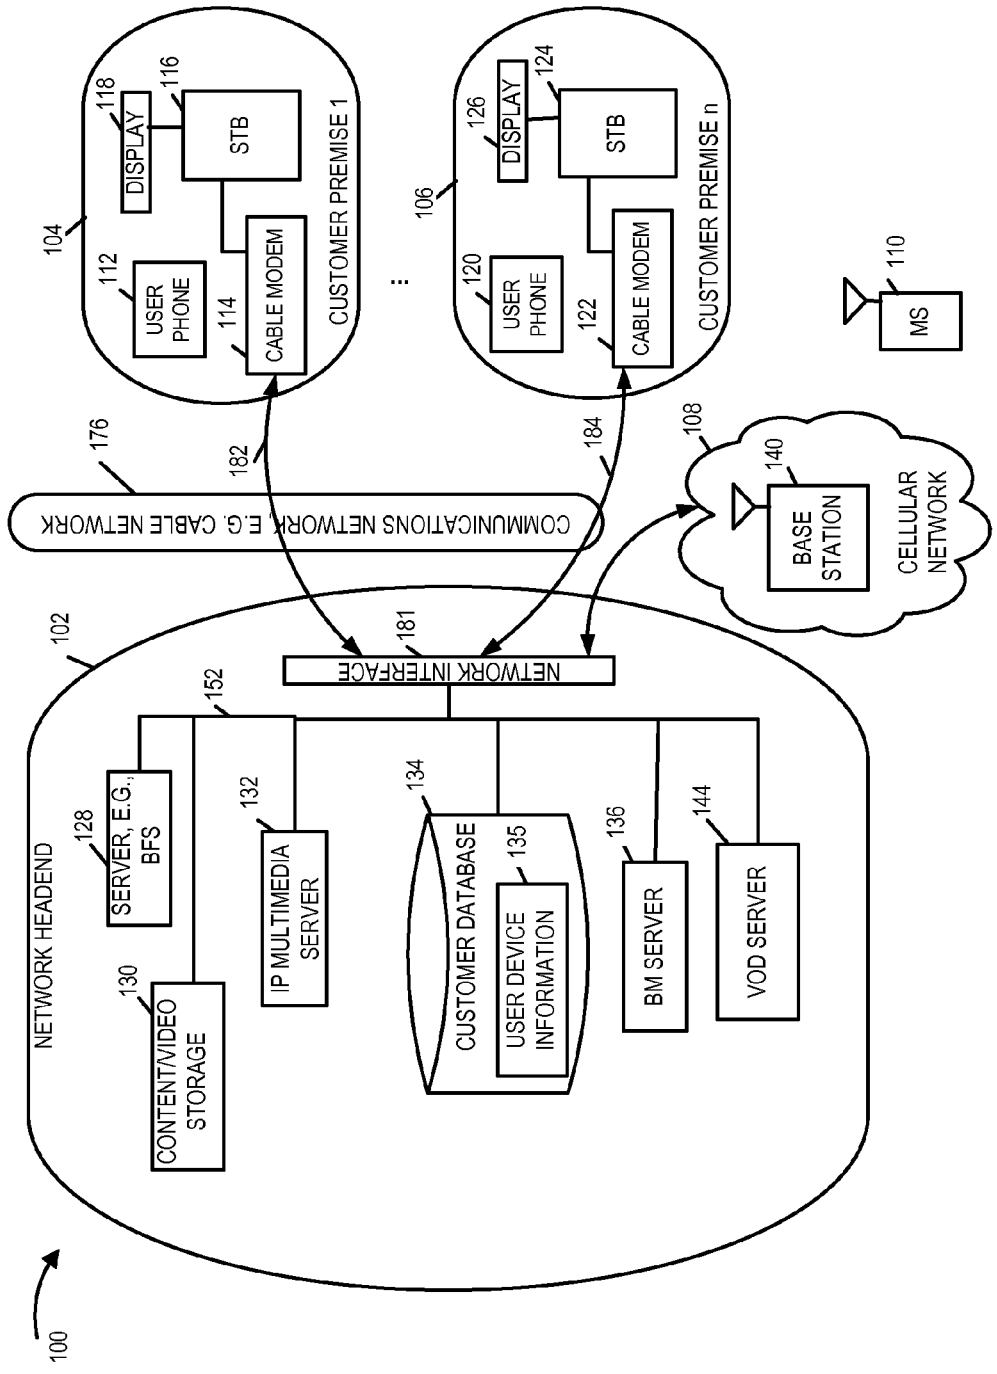 100
NETWORK HEADEND
102
128
SERVER, E.G.,
BFS
130
CONTENT/VIDEO
STORAGE
152
132
IP MULTIMEDIA
SERVER
134
CUSTOMER DATABASE
135
USER DEVICE
INFORMATION
136
BM SERVER
144
VOD SERVER
NETWORK INTERFACE
181
COMMUNICATIONS NETWORK, E.G. CABLE NETWORK
176
182
184
104
118
DISPLAY
116
STB
112
USER
PHONE
114
CABLE MODEM
CUSTOMER PREMISE 1
...
106
126
DISPLAY
124
STB
120
USER
PHONE
122
CABLE MODEM
CUSTOMER PREMISE n
108
140
BASE
STATION
CELLULAR
NETWORK
110
MS